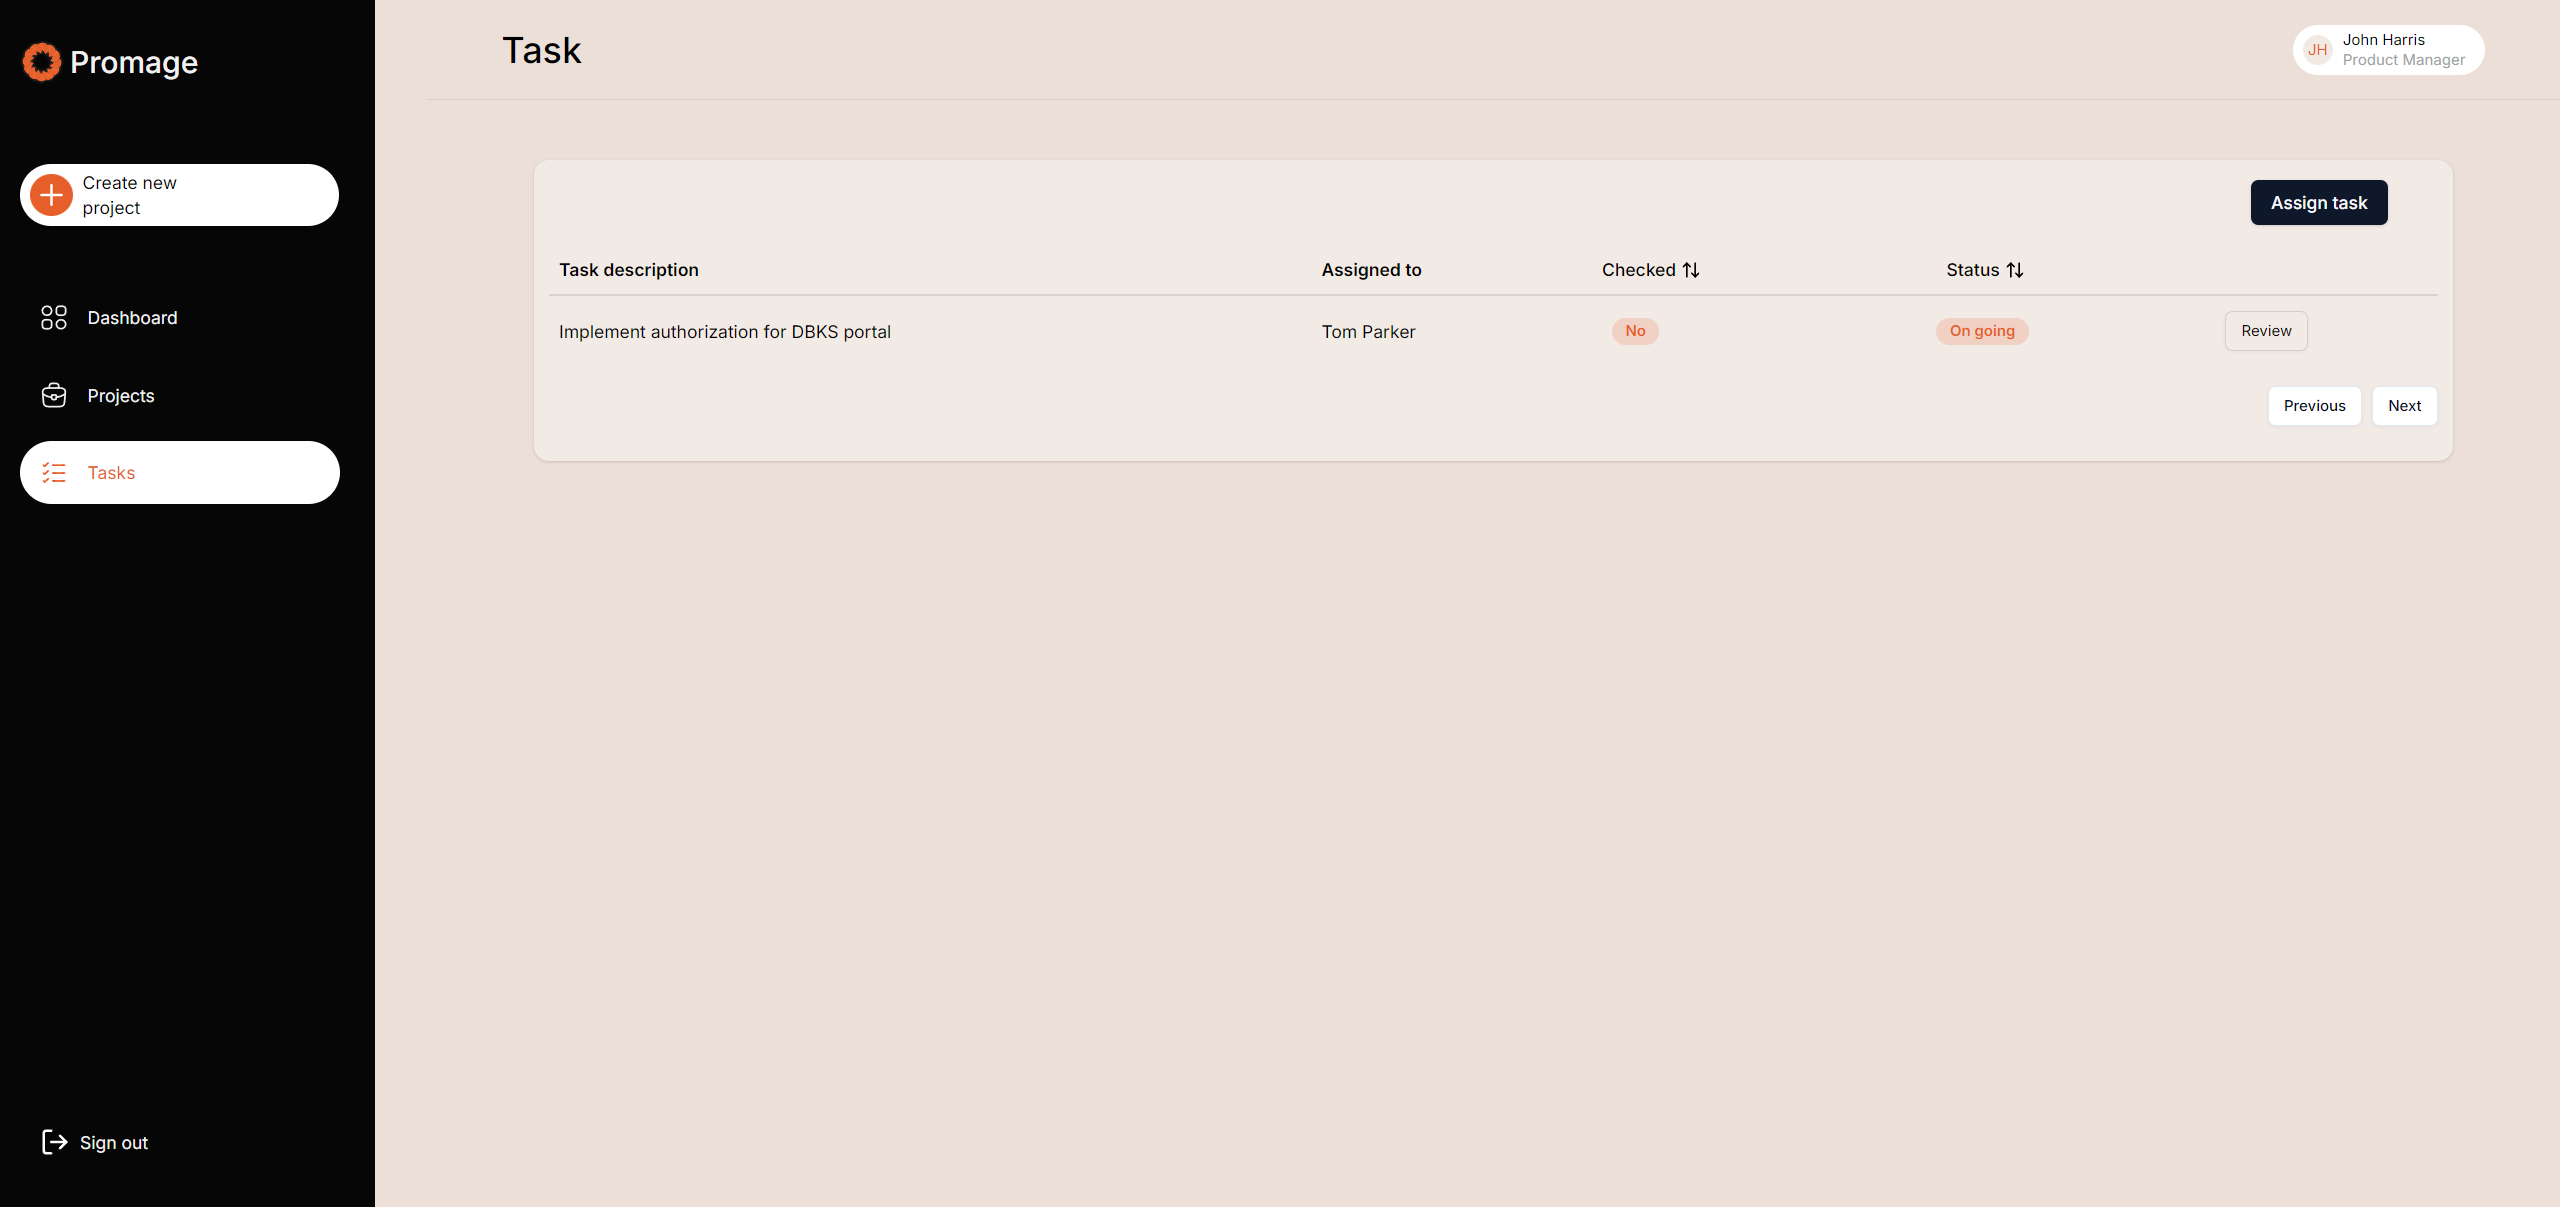 Promage
Create new
project
Dashboard
Projects
Tasks
Sign out
Task
JH
John Harris
Product Manager
Assign task
Task description Assigned to Checked Status
Implement authorization for DBKS portal Tom Parker No On going Review
Previous Next